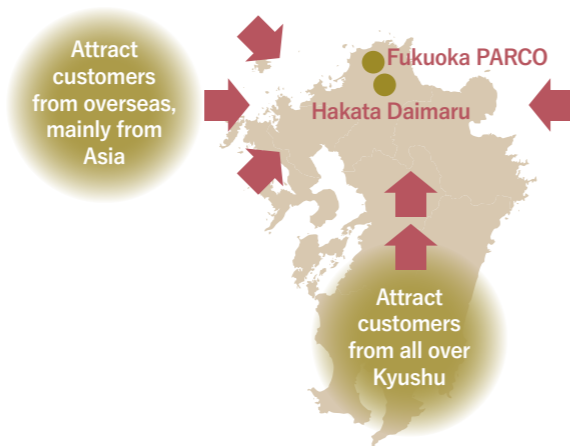 Attract
customers
from overseas,
mainly from
Asia
Fukuoka PARCO
Hakata Daimaru
Attract
customers
from all over
Kyushu